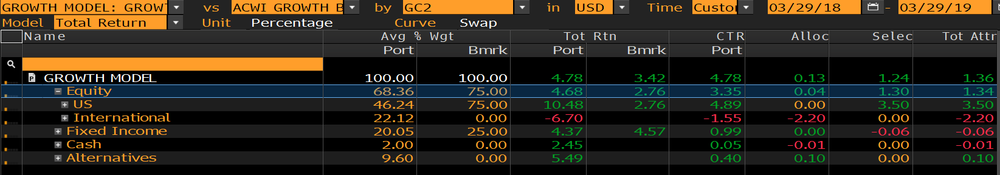 GROWTH MODEL: GROWT vs ACWI GROWTH B by GC2 in USD Time Custor 03/29/18 - 03/29/19
Model Total Return Unit Percentage Curve Swap
Name Avg % Wgt Tot Rtn CTR Alloc Selec Tot Attr
Port Bmrk Port Bmrk Port
GROWTH MODEL 100.00 100.00 4.78 3.42 4.78 0.13 1.24 1.36
Equity 68.36 75.00 4.68 2.76 3.35 0.04 1.30 1.34
US 46.24 75.00 10.48 2.76 4.89 0.00 3.50 3.50
International 22.12 0.00 -6.70 -1.55 -2.20 0.00 -2.20
Fixed Income 20.05 25.00 4.37 4.57 0.99 0.00 -0.06 -0.06
Cash 2.00 0.00 2.45 0.05 -0.01 0.00 -0.01
Alternatives 9.60 0.00 5.49 0.40 0.10 0.00 0.10